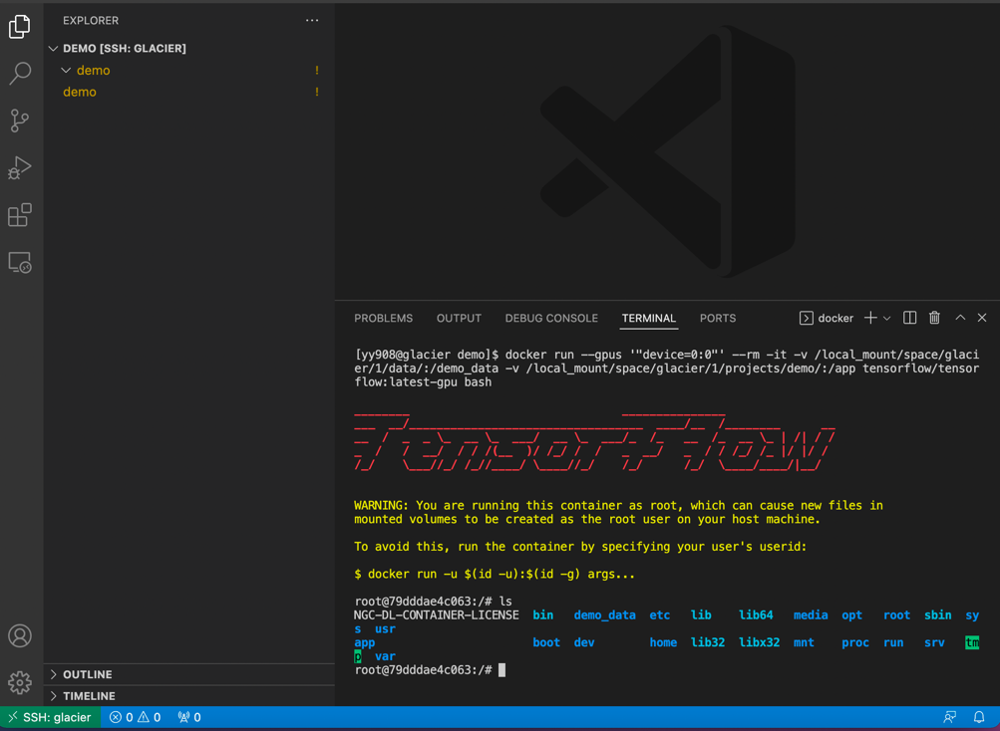 EXPLORER
DEMO [SSH: GLACIER]
demo !
demo !
PROBLEMS OUTPUT DEBUG CONSOLE TERMINAL PORTS docker
[yy908@glacier demo]$ docker run --gpus '"device=0:0"' --rm -it -v /local_mount/space/glaci
er/1/data/:/demo_data -v /local_mount/space/glacier/1/projects/demo/:/app tensorflow/tensor
flow:latest-gpu bash
TensorFlow
WARNING: You are running this container as root, which can cause new files in
mounted volumes to be created as the root user on your host machine.
To avoid this, run the container by specifying your user's userid:
$ docker run -u $(id -u):$(id -g) args...
root@79dddae4c063:/# ls
NGC-DL-CONTAINER-LICENSE bin demo_data etc lib lib64 media opt root sbin sy
s usr
app boot dev home lib32 libx32 mnt proc run srv tm
p var
root@79dddae4c063:/#
OUTLINE
TIMELINE
SSH: glacier 0 0 0